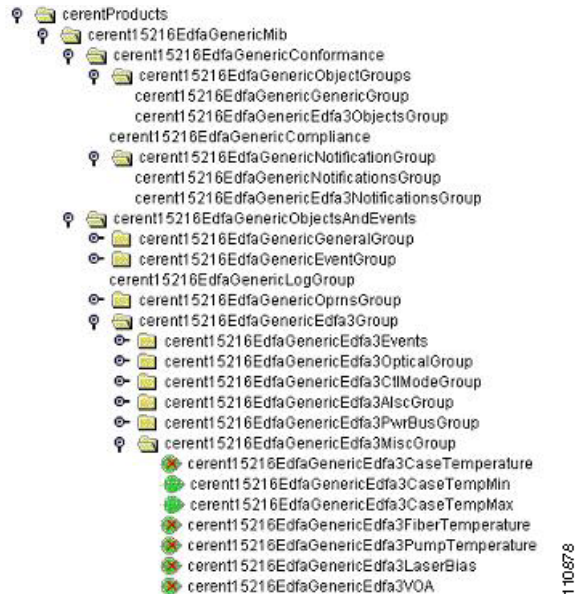 cerentProducts
cerent15216EdfaGenericMib
cerent15216EdfaGenericConformance
cerent15216EdfaGenericObjectGroups
cerent15216EdfaGenericGenericGroup
cerent15216EdfaGenericEdfa3ObjectsGroup
cerent15216EdfaGenericCompliance
cerent15216EdfaGenericNotificationGroup
cerent15216EdfaGenericNotificationsGroup
cerent15216EdfaGenericEdfa3NotificationsGroup
cerent15216EdfaGenericObjectsAndEvents
cerent15216EdfaGenericGeneralGroup
cerent15216EdfaGenericEventGroup
cerent15216EdfaGenericLogGroup
cerent15216EdfaGenericOprnsGroup
cerent15216EdfaGenericEdfa3Group
cerent15216EdfaGenericEdfa3Events
cerent15216EdfaGenericEdfa3OpticalGroup
cerent15216EdfaGenericEdfa3CtlModeGroup
cerent15216EdfaGenericEdfa3AlscGroup
cerent15216EdfaGenericEdfa3PwrBusGroup
cerent15216EdfaGenericEdfa3MiscGroup
cerent15216EdfaGenericEdfa3CaseTemperature
cerent15216EdfaGenericEdfa3CaseTempMin
cerent15216EdfaGenericEdfa3CaseTempMax
cerent15216EdfaGenericEdfa3FiberTemperature
cerent15216EdfaGenericEdfa3PumpTemperature
cerent15216EdfaGenericEdfa3LaserBias
cerent15216EdfaGenericEdfa3VOA
110878